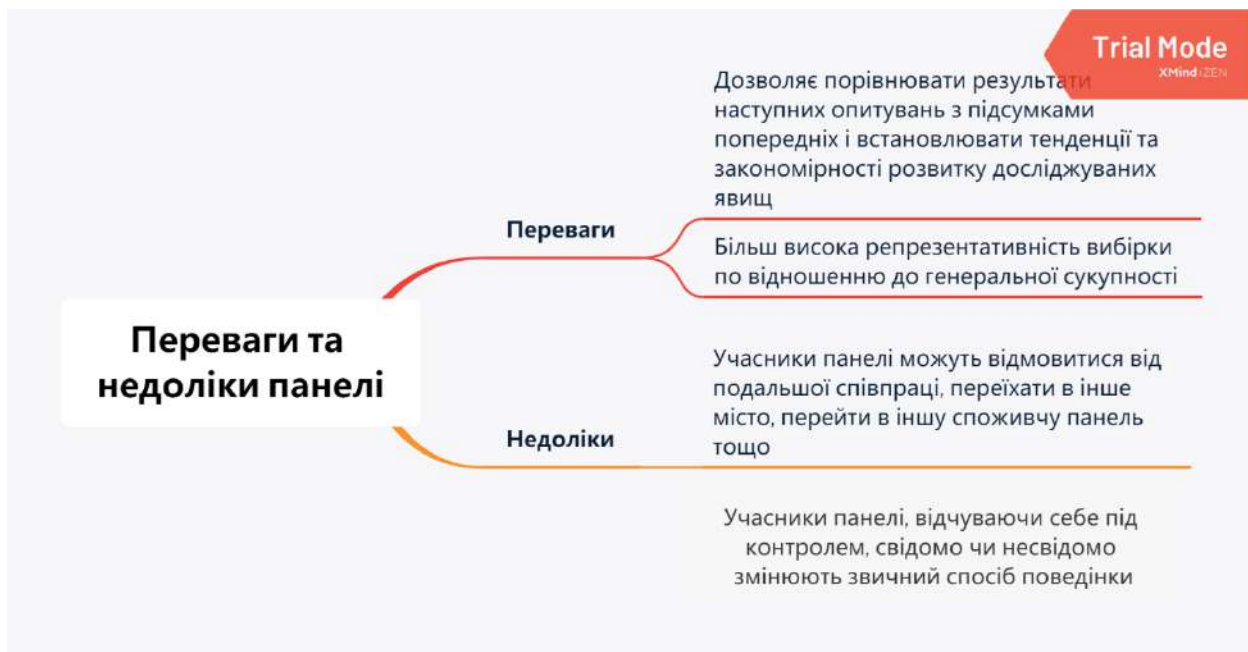 Trial Mode
XMind:ZEN
Дозволяє порівнювати результати
наступних опитувань з підсумками
попередніх і встановлювати тенденції та
закономірності розвитку досліджуваних
явищ
Переваги
Більш висока репрезентативність вибірки
по відношенню до генеральної сукупності
Переваги та
недоліки панелі
Учасники панелі можуть відмовитися від
подальшої співпраці, переїхати в інше
місто, перейти в іншу споживчу панель
тощо
Недоліки
Учасники панелі, відчуваючи себе під
контролем, свідомо чи несвідомо
змінюють звичний спосіб поведінки